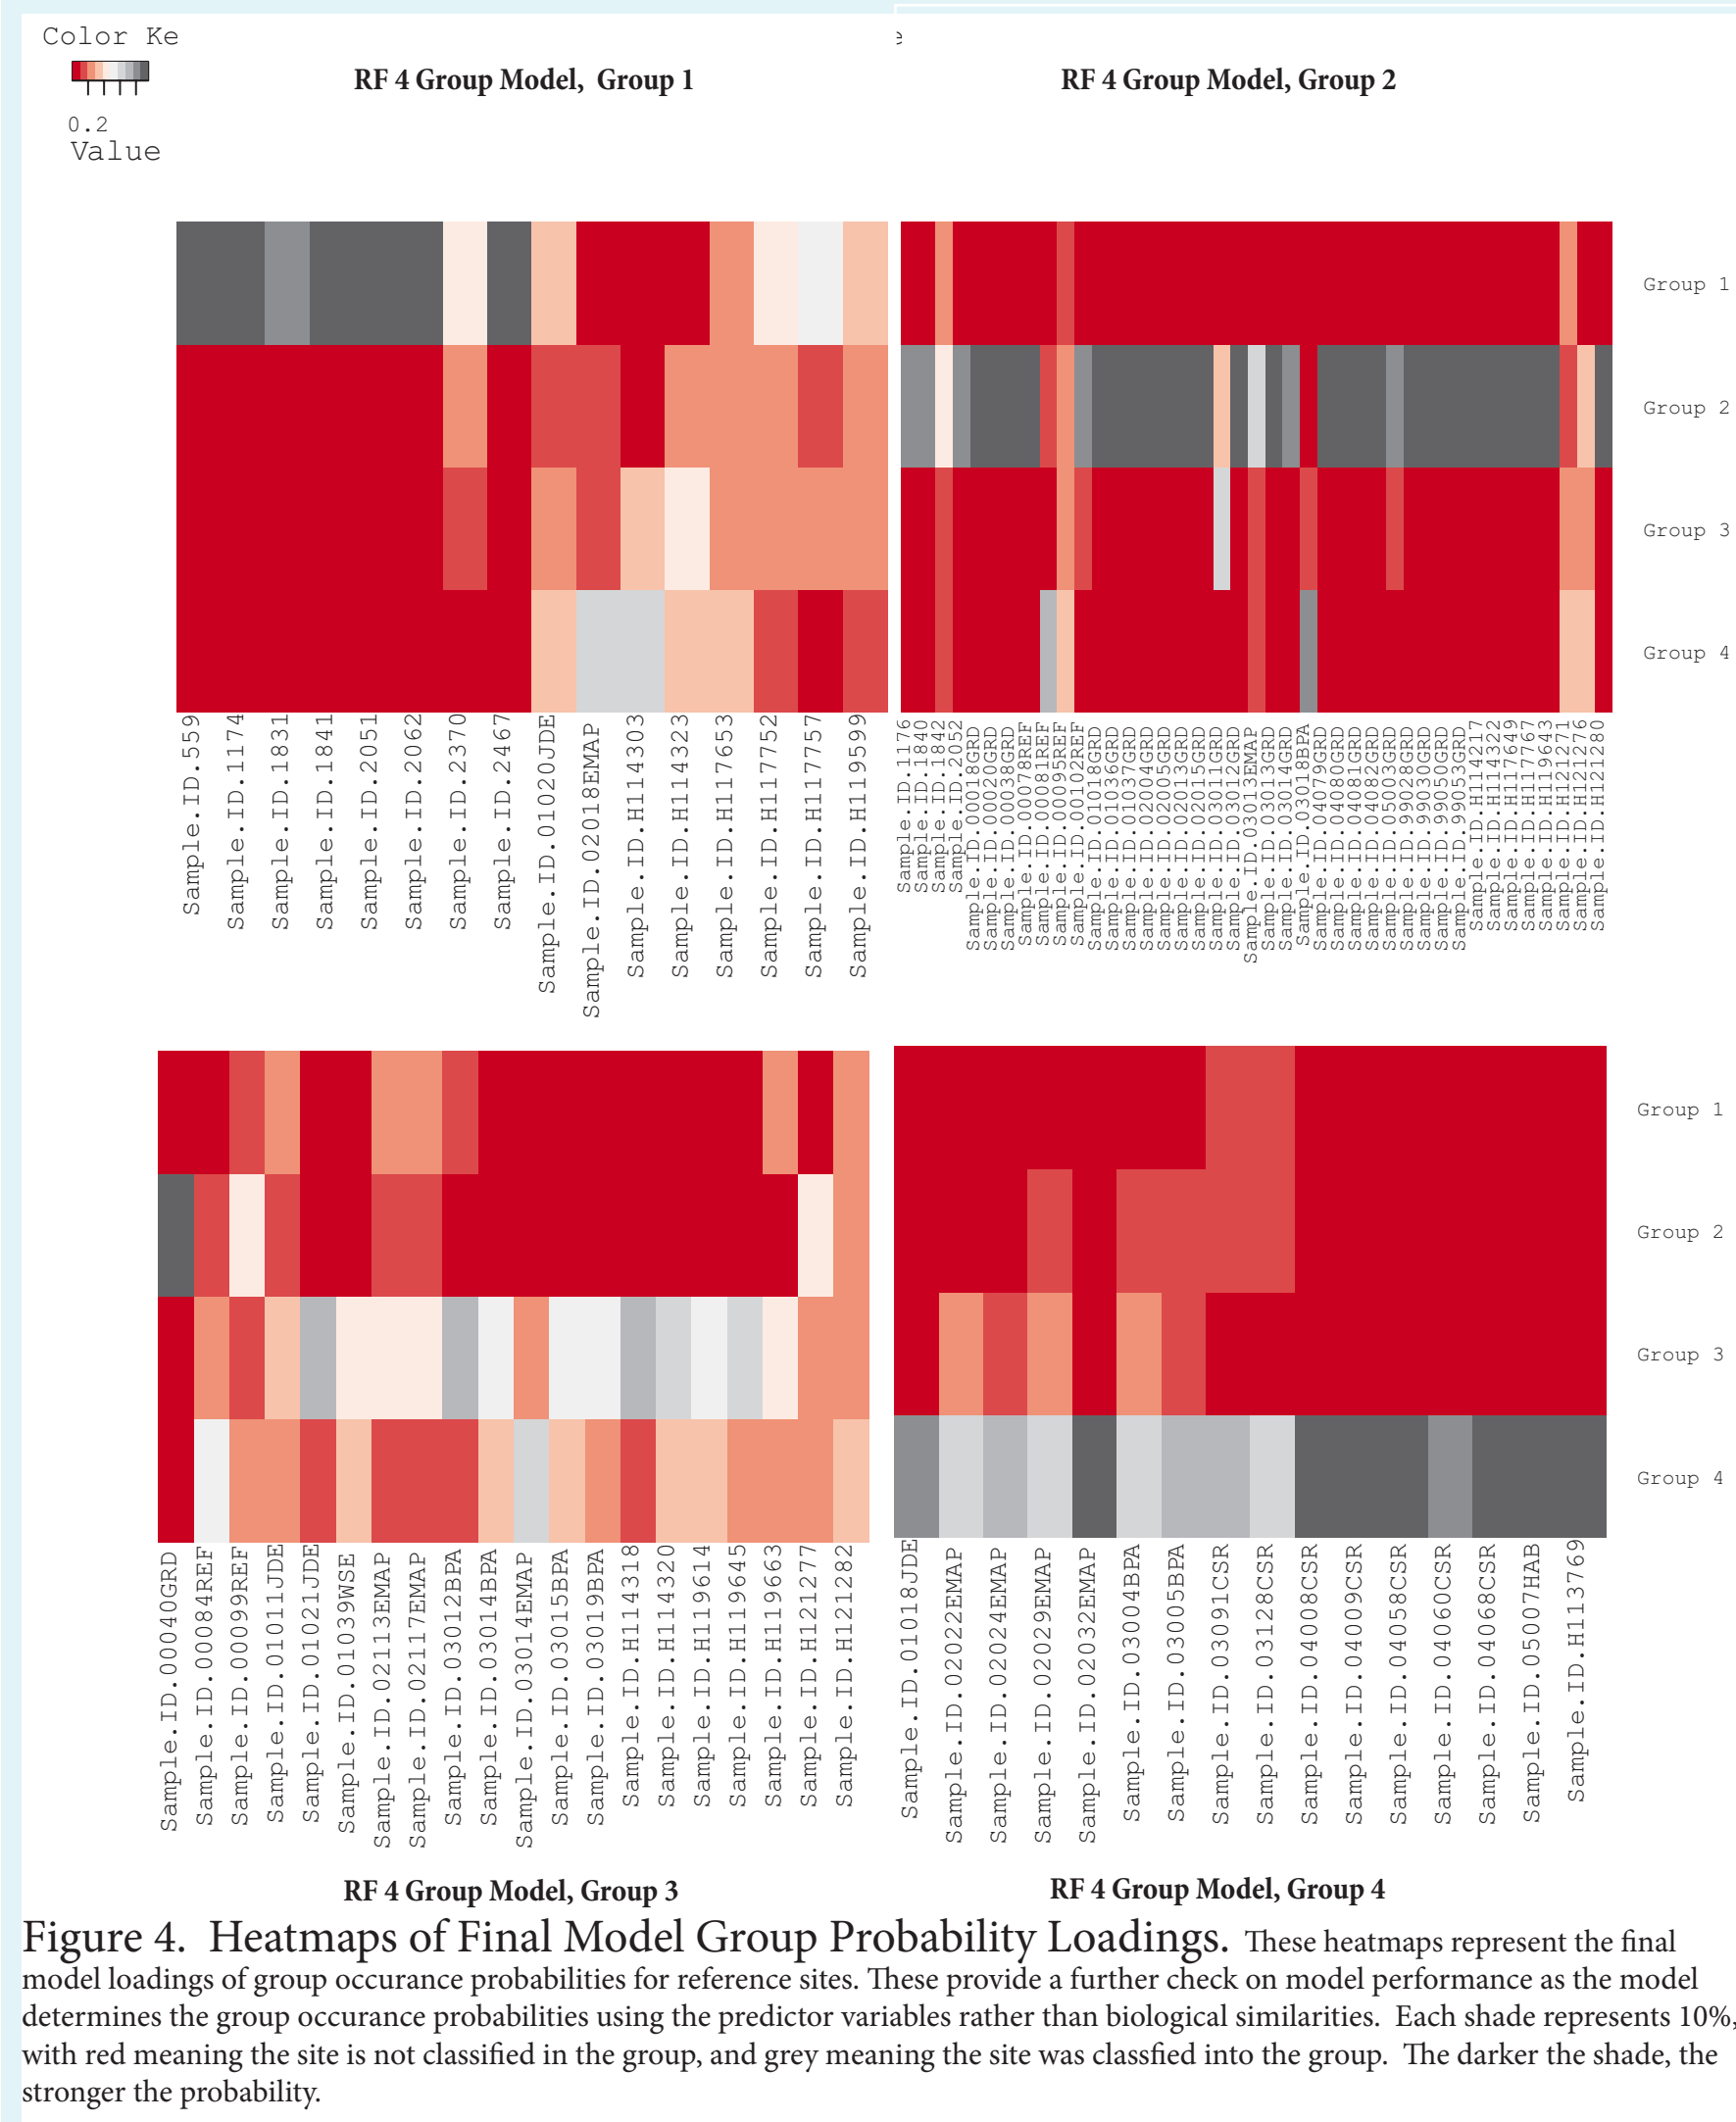 Color Ke
0.2
Value
e
RF 4 Group Model, Group 1
RF 4 Group Model, Group 2
Group 1
Group 2
Group 3
Group 4
Sample.ID.559
Sample.ID.1174
Sample.ID.1831
Sample.ID.1841
Sample.ID.2051
Sample.ID.2062
Sample.ID.2370
Sample.ID.2467
Sample.ID.01020JDE
Sample.ID.02018EMAP
Sample.ID.H114303
Sample.ID.H114323
Sample.ID.H117653
Sample.ID.H117752
Sample.ID.H117757
Sample.ID.H119599
Sample.ID.1176
Sample.ID.1840
Sample.ID.1842
Sample.ID.2052
Sample.ID.00018GRD
Sample.ID.00020GRD
Sample.ID.00038GRD
Sample.ID.00078REF
Sample.ID.00081REF
Sample.ID.00095REF
Sample.ID.00102REF
Sample.ID.01018GRD
Sample.ID.01036GRD
Sample.ID.01037GRD
Sample.ID.02004GRD
Sample.ID.02005GRD
Sample.ID.02013GRD
Sample.ID.02015GRD
Sample.ID.03011GRD
Sample.ID.03012GRD
Sample.ID.03013EMAP
Sample.ID.03013GRD
Sample.ID.03014GRD
Sample.ID.03018BPA
Sample.ID.04079GRD
Sample.ID.04080GRD
Sample.ID.04081GRD
Sample.ID.04082GRD
Sample.ID.05003GRD
Sample.ID.99028GRD
Sample.ID.99030GRD
Sample.ID.99050GRD
Sample.ID.99053GRD
Sample.ID.H114217
Sample.ID.H114322
Sample.ID.H117649
Sample.ID.H117767
Sample.ID.H119643
Sample.ID.H121271
Sample.ID.H121276
Sample.ID.H121280
Group 1
Group 2
Group 3
Group 4
Sample.ID.00040GRD
Sample.ID.00084REF
Sample.ID.00099REF
Sample.ID.01011JDE
Sample.ID.01021JDE
Sample.ID.01039WSE
Sample.ID.02113EMAP
Sample.ID.02117EMAP
Sample.ID.03012BPA
Sample.ID.03014BPA
Sample.ID.03014EMAP
Sample.ID.03015BPA
Sample.ID.03019BPA
Sample.ID.H114318
Sample.ID.H114320
Sample.ID.H119614
Sample.ID.H119645
Sample.ID.H119663
Sample.ID.H121277
Sample.ID.H121282
Sample.ID.01018JDE
Sample.ID.02022EMAP
Sample.ID.02024EMAP
Sample.ID.02029EMAP
Sample.ID.02032EMAP
Sample.ID.03004BPA
Sample.ID.03005BPA
Sample.ID.03091CSR
Sample.ID.03128CSR
Sample.ID.04008CSR
Sample.ID.04009CSR
Sample.ID.04058CSR
Sample.ID.04060CSR
Sample.ID.04068CSR
Sample.ID.05007HAB
Sample.ID.H113769
RF 4 Group Model, Group 3
RF 4 Group Model, Group 4
Figure 4. Heatmaps of Final Model Group Probability Loadings. These heatmaps represent the final
model loadings of group occurance probabilities for reference sites. These provide a further check on model performance as the model
determines the group occurance probabilities using the predictor variables rather than biological similarities. Each shade represents 10%,
with red meaning the site is not classified in the group, and grey meaning the site was classfied into the group. The darker the shade, the
stronger the probability.